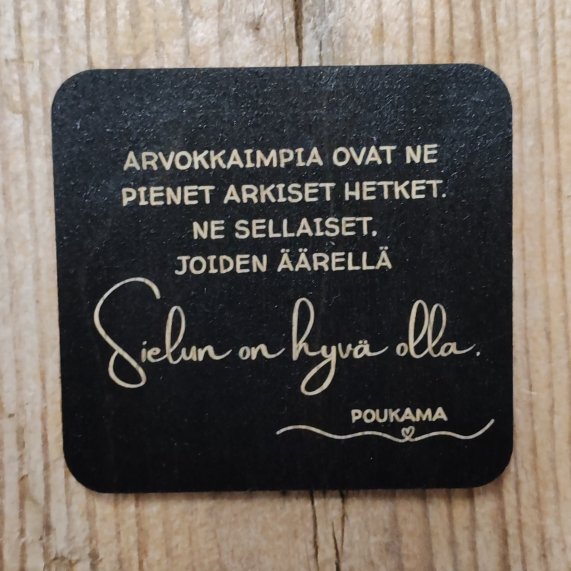 ARVOKKAIMPIA OVAT NE
PIENET ARKISET HETKET.
NE SELLAISET,
JOIDEN ÄÄRELLÄ
Sielun on hyvä olla.
POUKAMA